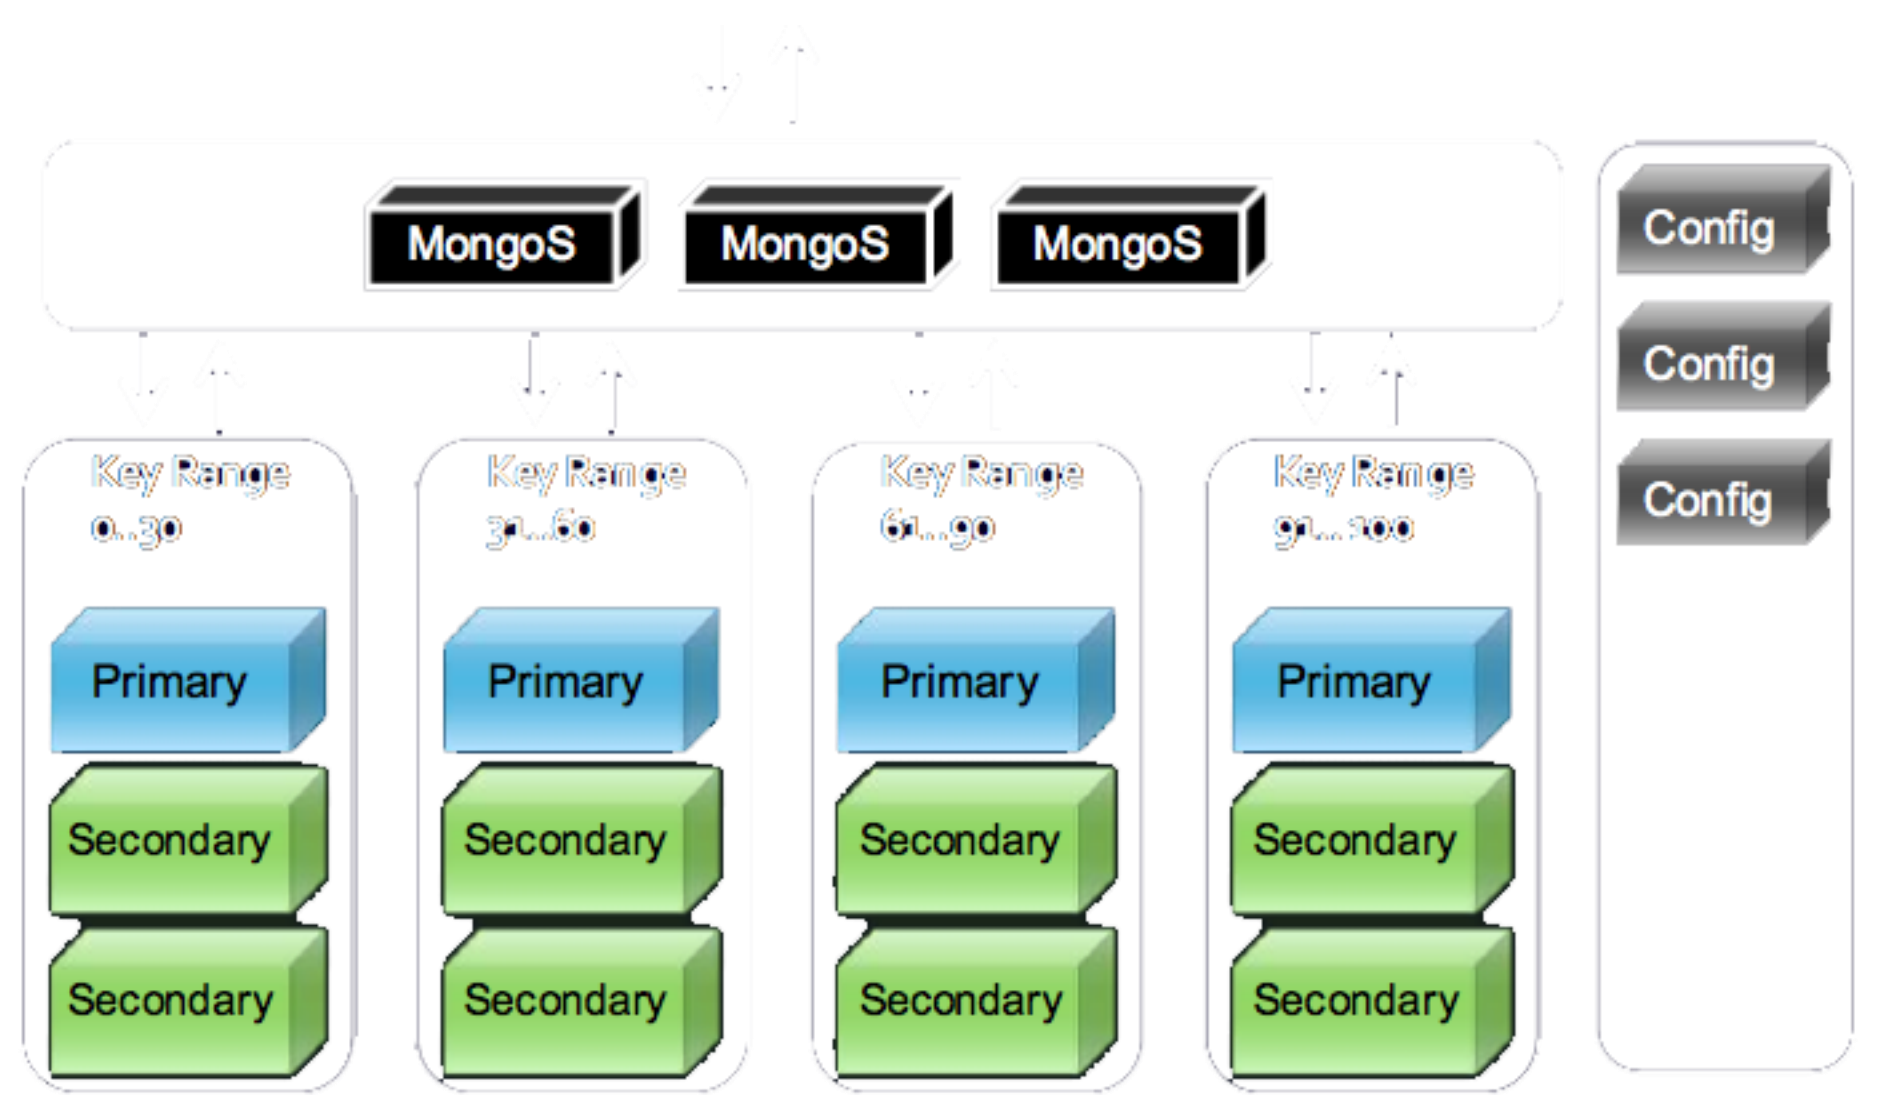 MongoS
MongoS
MongoS
Config
Config
Config
Key Range
0..30
Primary
Secondary
Secondary
Key Range
31..60
Primary
Secondary
Secondary
Key Range
61..90
Primary
Secondary
Secondary
Key Range
91..100
Primary
Secondary
Secondary